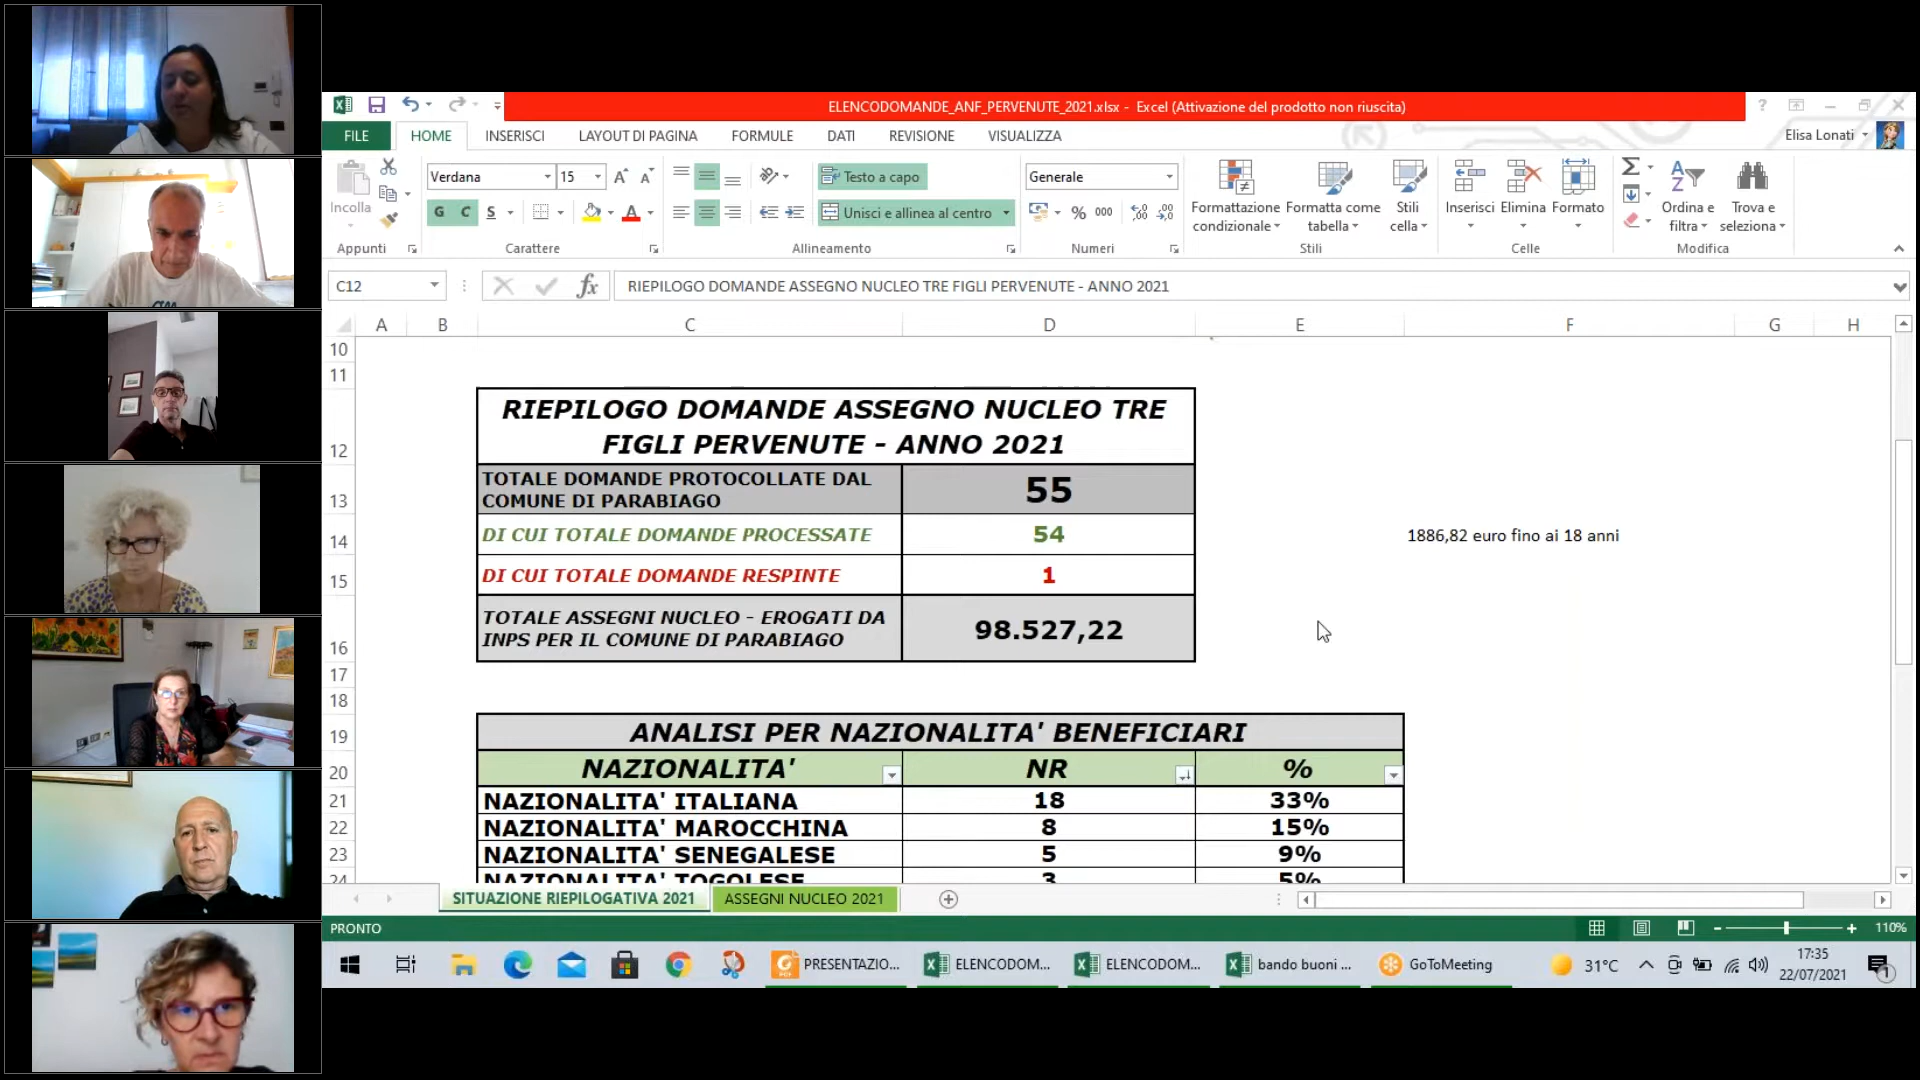 ELENCODOMANDE_ANF_PERVENUTE_2021.xlsx - Excel (Attivazione del prodotto non riuscita)
FILE HOME INSERISCI LAYOUT DI PAGINA FORMULE DATI REVISIONE VISUALIZZA Elisa Lonati
Verdana 15 Testo a capo Generale
Incolla
G C S Unisci e allinea al centro % 000
Formattazione condizionale
Formatta come tabella
Stili cella
Inserisci Elimina Formato
Ordina e filtra
Trova e seleziona
Appunti Carattere Allineamento Numeri Stili Celle Modifica
C12 fx RIEPILOGO DOMANDE ASSEGNO NUCLEO TRE FIGLI PERVENUTE - ANNO 2021
A B C D E F G H
10
11
12 RIEPILOGO DOMANDE ASSEGNO NUCLEO TRE
FIGLI PERVENUTE - ANNO 2021
13 TOTALE DOMANDE PROTOCOLLATE DAL
COMUNE DI PARABIAGO 55
14 DI CUI TOTALE DOMANDE PROCESSATE 54 1886,82 euro fino ai 18 anni
15 DI CUI TOTALE DOMANDE RESPINTE 1
16 TOTALE ASSEGNI NUCLEO - EROGATI DA
INPS PER IL COMUNE DI PARABIAGO 98.527,22
17
18
19 ANALISI PER NAZIONALITA' BENEFICIARI
20 NAZIONALITA' NR %
21 NAZIONALITA' ITALIANA 18 33%
22 NAZIONALITA' MAROCCHINA 8 15%
23 NAZIONALITA' SENEGALESE 5 9%
24 NAZIONALITA' TOGOLESE 3 5%
SITUAZIONE RIEPILOGATIVA 2021 ASSEGNI NUCLEO 2021
PRONTO 110%
PRESENTAZIO... ELENCODOM... ELENCODOM... bando buoni ... GoToMeeting 31°C 17:35
22/07/2021 1